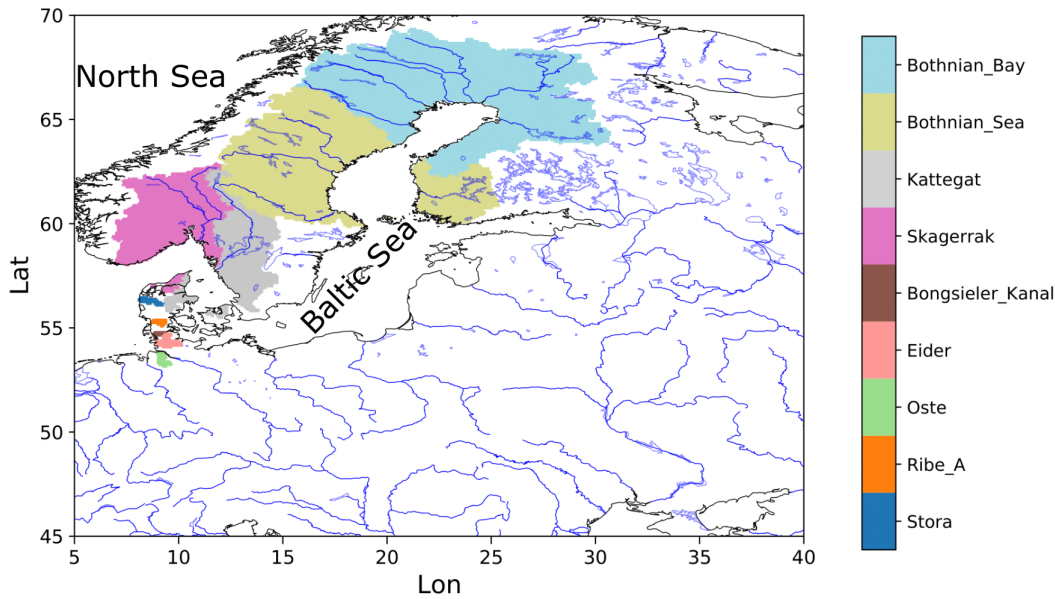 70
65
60
55
50
45
Lat
North Sea
Baltic Sea
5
10
15
20
25
30
35
40
Lon
Bothnian_Bay
Bothnian_Sea
Kattegat
Skagerrak
Bongsieler_Kanal
Eider
Oste
Ribe_A
Stora